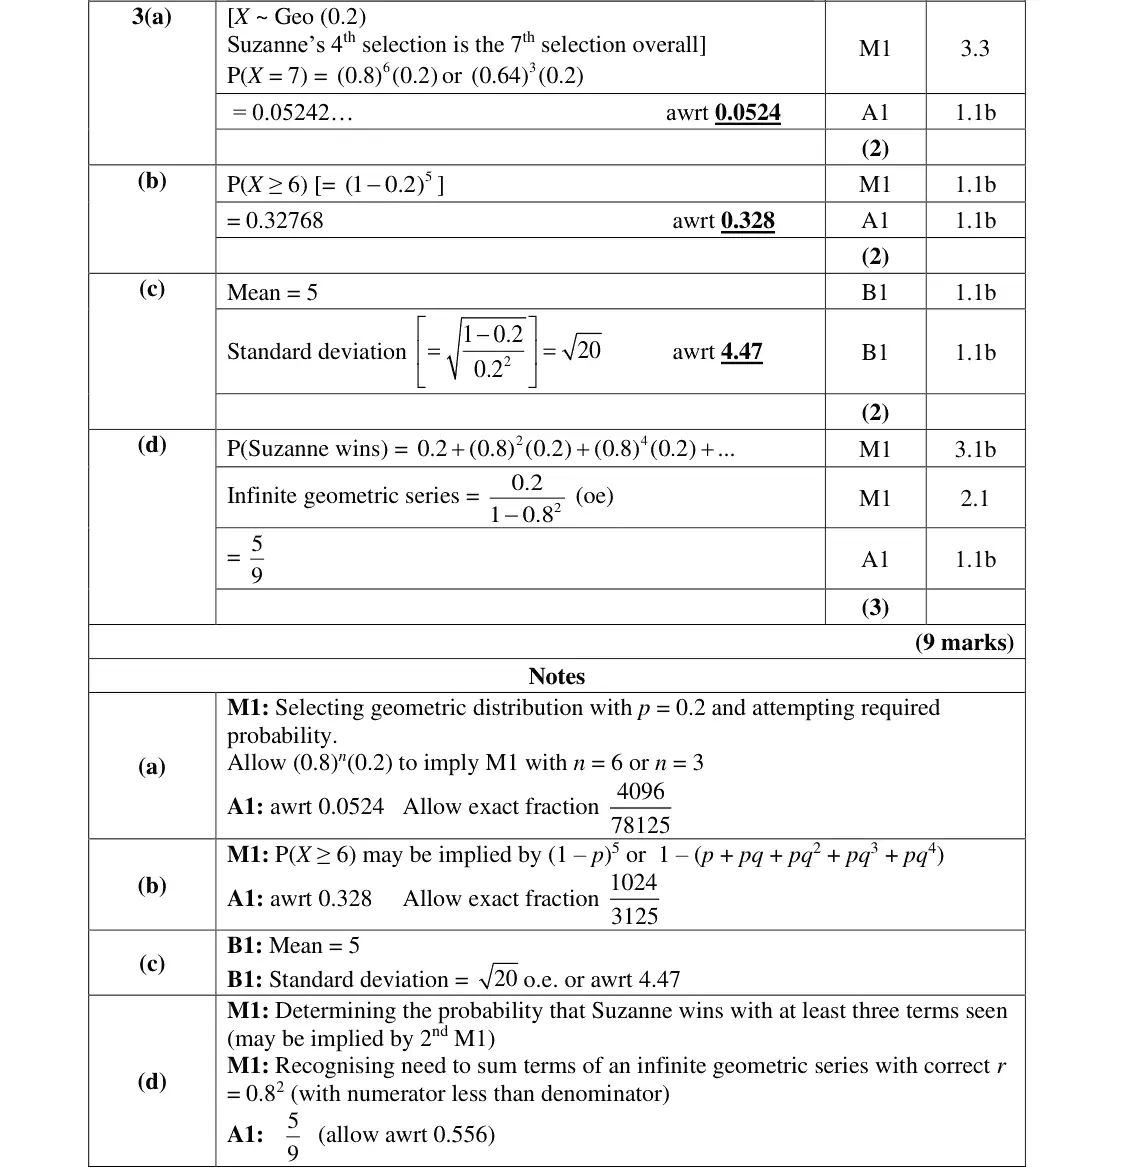 3(a) [X ~ Geo (0.2)
Suzanne’s 4th selection is the 7th selection overall]
P(X = 7) = (0.8)^6(0.2) or (0.64)^3(0.2) M1 3.3
= 0.05242… awrt 0.0524 A1 1.1b
(2)
(b) P(X ≥ 6) [= (1 – 0.2)^5 ] M1 1.1b
= 0.32768 awrt 0.328 A1 1.1b
(2)
(c) Mean = 5 B1 1.1b
Standard deviation [= √((1 – 0.2)/0.2²)] = √20 awrt 4.47 B1 1.1b
(2)
(d) P(Suzanne wins) = 0.2 + (0.8)²(0.2) + (0.8)^4(0.2) + ... M1 3.1b
Infinite geometric series = 0.2/(1 – 0.8²) (oe) M1 2.1
= 5/9 A1 1.1b
(3)
(9 marks)
Notes
(a) M1: Selecting geometric distribution with p = 0.2 and attempting required
probability.
Allow (0.8)^n(0.2) to imply M1 with n = 6 or n = 3
A1: awrt 0.0524 Allow exact fraction 4096/78125
(b) M1: P(X ≥ 6) may be implied by (1 – p)^5 or 1 – (p + pq + pq² + pq³ + pq^4)
A1: awrt 0.328 Allow exact fraction 1024/3125
(c) B1: Mean = 5
B1: Standard deviation = √20 o.e. or awrt 4.47
(d) M1: Determining the probability that Suzanne wins with at least three terms seen
(may be implied by 2nd M1)
M1: Recognising need to sum terms of an infinite geometric series with correct r
= 0.8² (with numerator less than denominator)
A1: 5/9 (allow awrt 0.556)